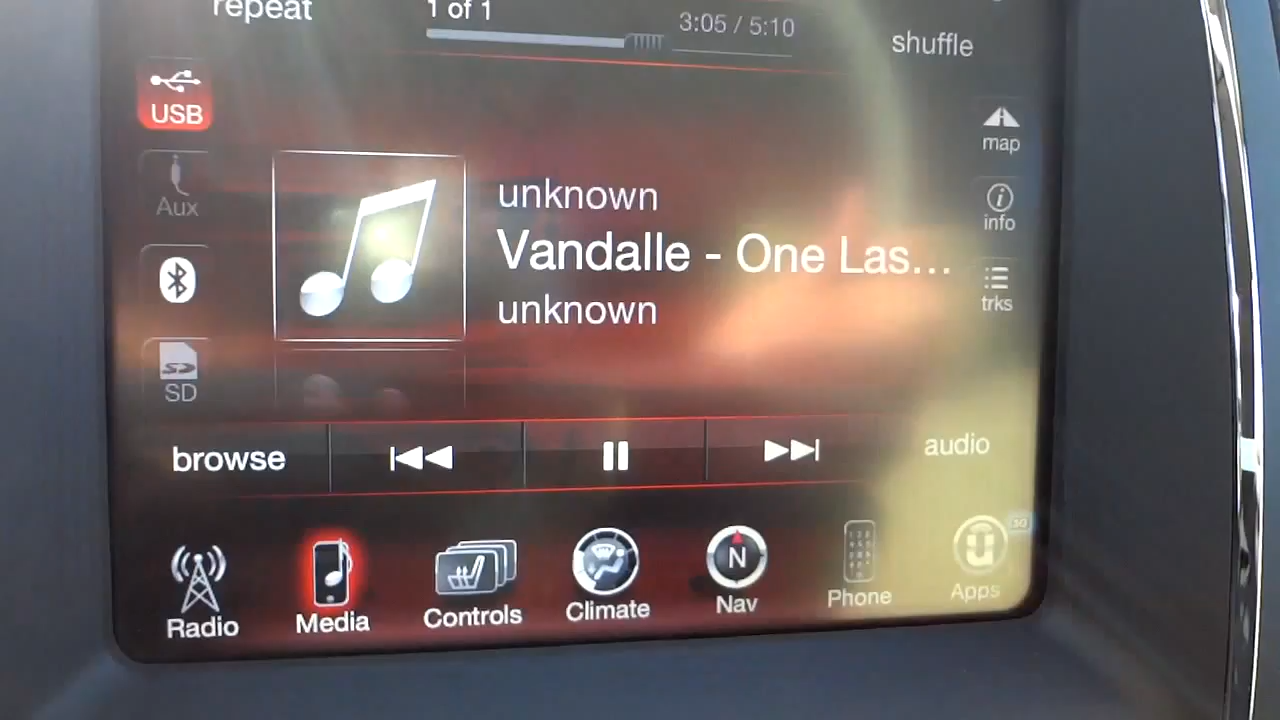 repeat
1 of 1
3:05 / 5:10
shuffle
USB
map
Aux
unknown
info
Vandalle - One Las...
unknown
trks
SD
browse
audio
Radio
Media
Controls
Climate
N
Nav
Phone
30
Apps